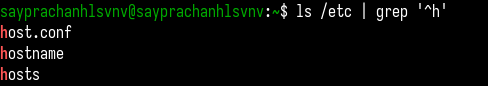 sayprachanhlsvnv@sayprachanhlsvnv:~$ ls /etc | grep '^h'
host.conf
hostname
hosts